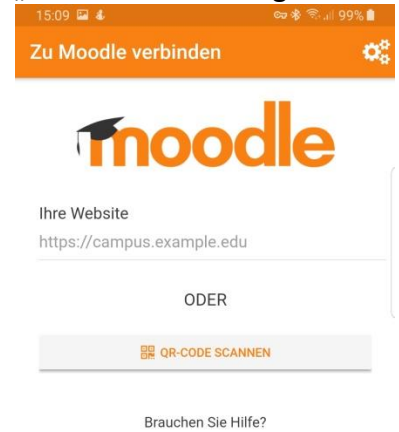 15:09 99%
Zu Moodle verbinden
moodle
Ihre Website
https://campus.example.edu
ODER
QR-CODE SCANNEN
Brauchen Sie Hilfe?